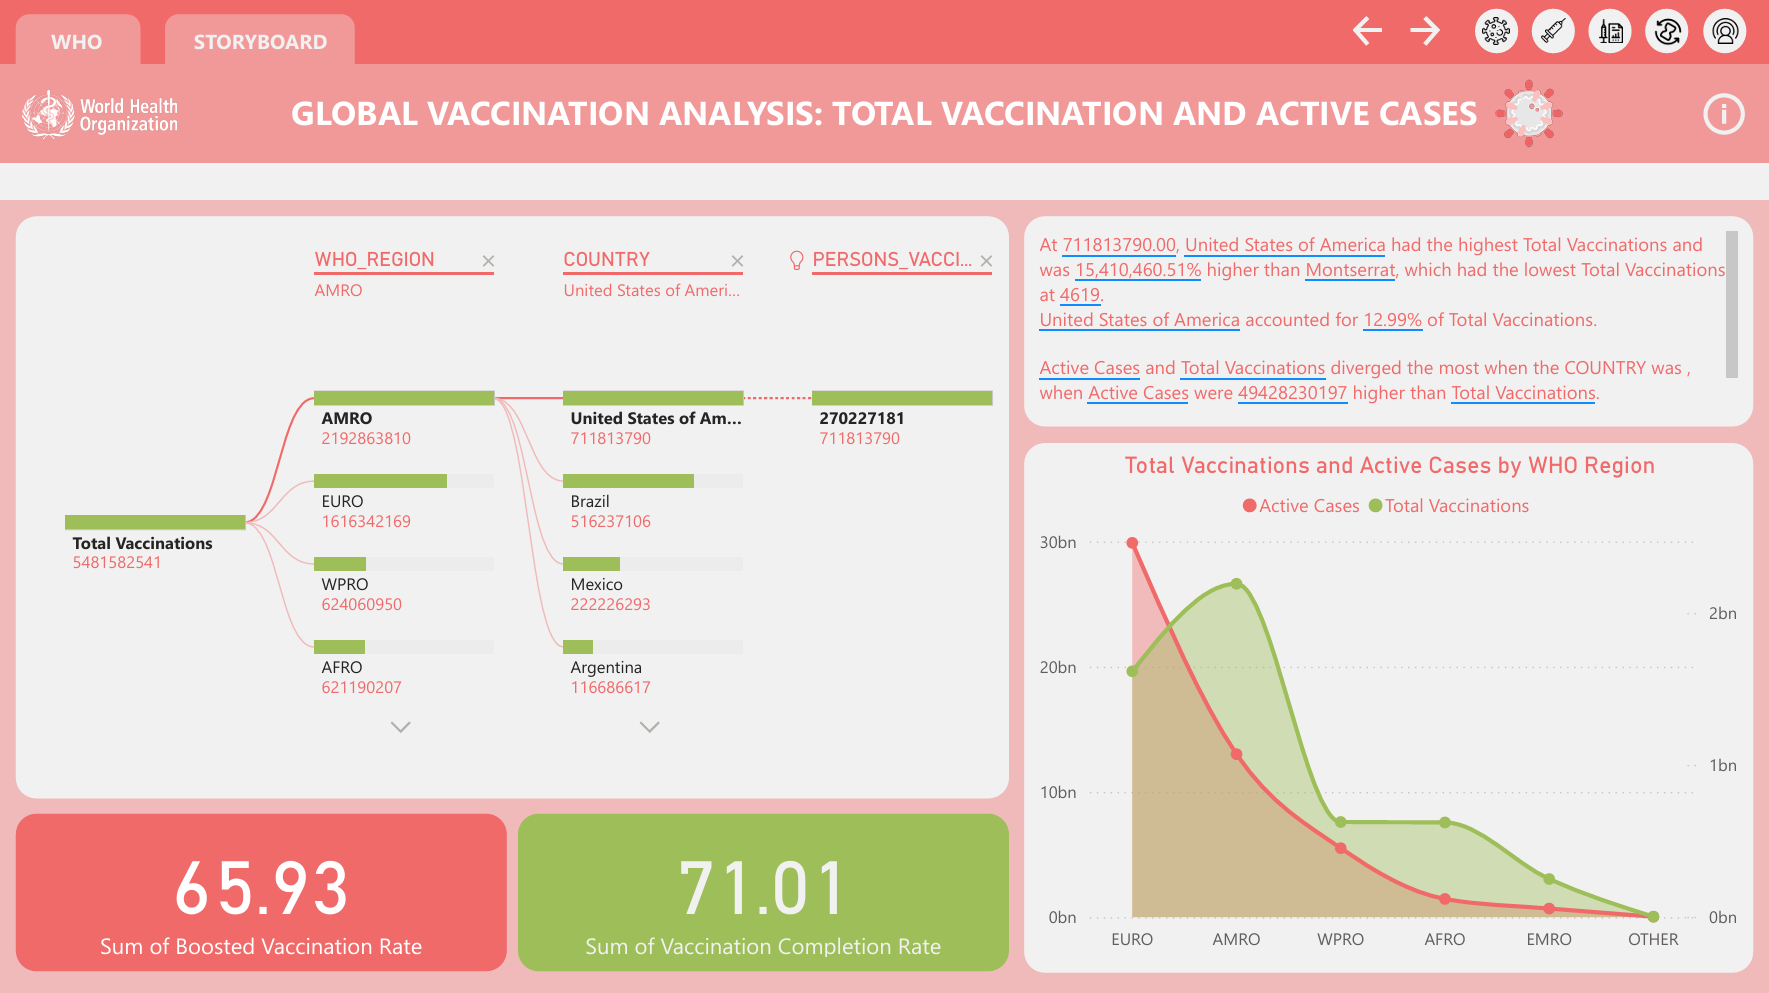 WHO
STORYBOARD
World Health
Organization
GLOBAL VACCINATION ANALYSIS: TOTAL VACCINATION AND ACTIVE CASES
i
WHO_REGION
AMRO
COUNTRY
United States of Ameri...
PERSONS_VACCI...
Total Vaccinations
5481582541
AMRO
2192863810
EURO
1616342169
WPRO
624060950
AFRO
621190207
United States of Am...
711813790
Brazil
516237106
Mexico
222226293
Argentina
116686617
270227181
711813790
65.93
Sum of Boosted Vaccination Rate
71.01
Sum of Vaccination Completion Rate
At 711813790.00, United States of America had the highest Total Vaccinations and
was 15,410,460.51% higher than Montserrat, which had the lowest Total Vaccinations
at 4619.
United States of America accounted for 12.99% of Total Vaccinations.
Active Cases and Total Vaccinations diverged the most when the COUNTRY was ,
when Active Cases were 49428230197 higher than Total Vaccinations.
Total Vaccinations and Active Cases by WHO Region
Active Cases Total Vaccinations
30bn
20bn
10bn
0bn
2bn
1bn
0bn
EURO AMRO WPRO AFRO EMRO OTHER